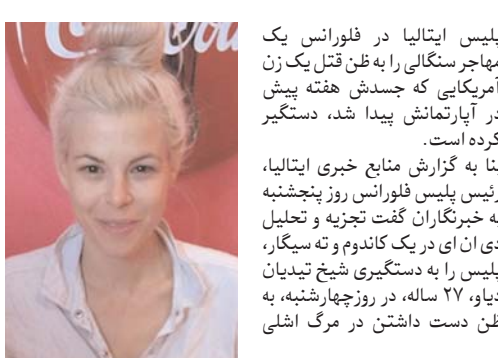 پلیس ایتالیا در فلورانس یک
مهاجر سنگالی را به ظن قتل یک زن
آمریکایی که جسدش هفته پیش
در آپارتمانش پیدا شد، دستگیر
کرده است.
بنا به گزارش منابع خبری ایتالیا،
رئیس پلیس فلورانس روز پنجشنبه
به خبرنگاران گفت تجزیه و تحلیل
دی ان ای در یک کاندوم و ته سیگار،
پلیس را به دستگیری شیخ تیدیان
دیاو، ۲۷ ساله، در روزچهارشنبه، به
ظن دست داشتن در مرگ اشلی